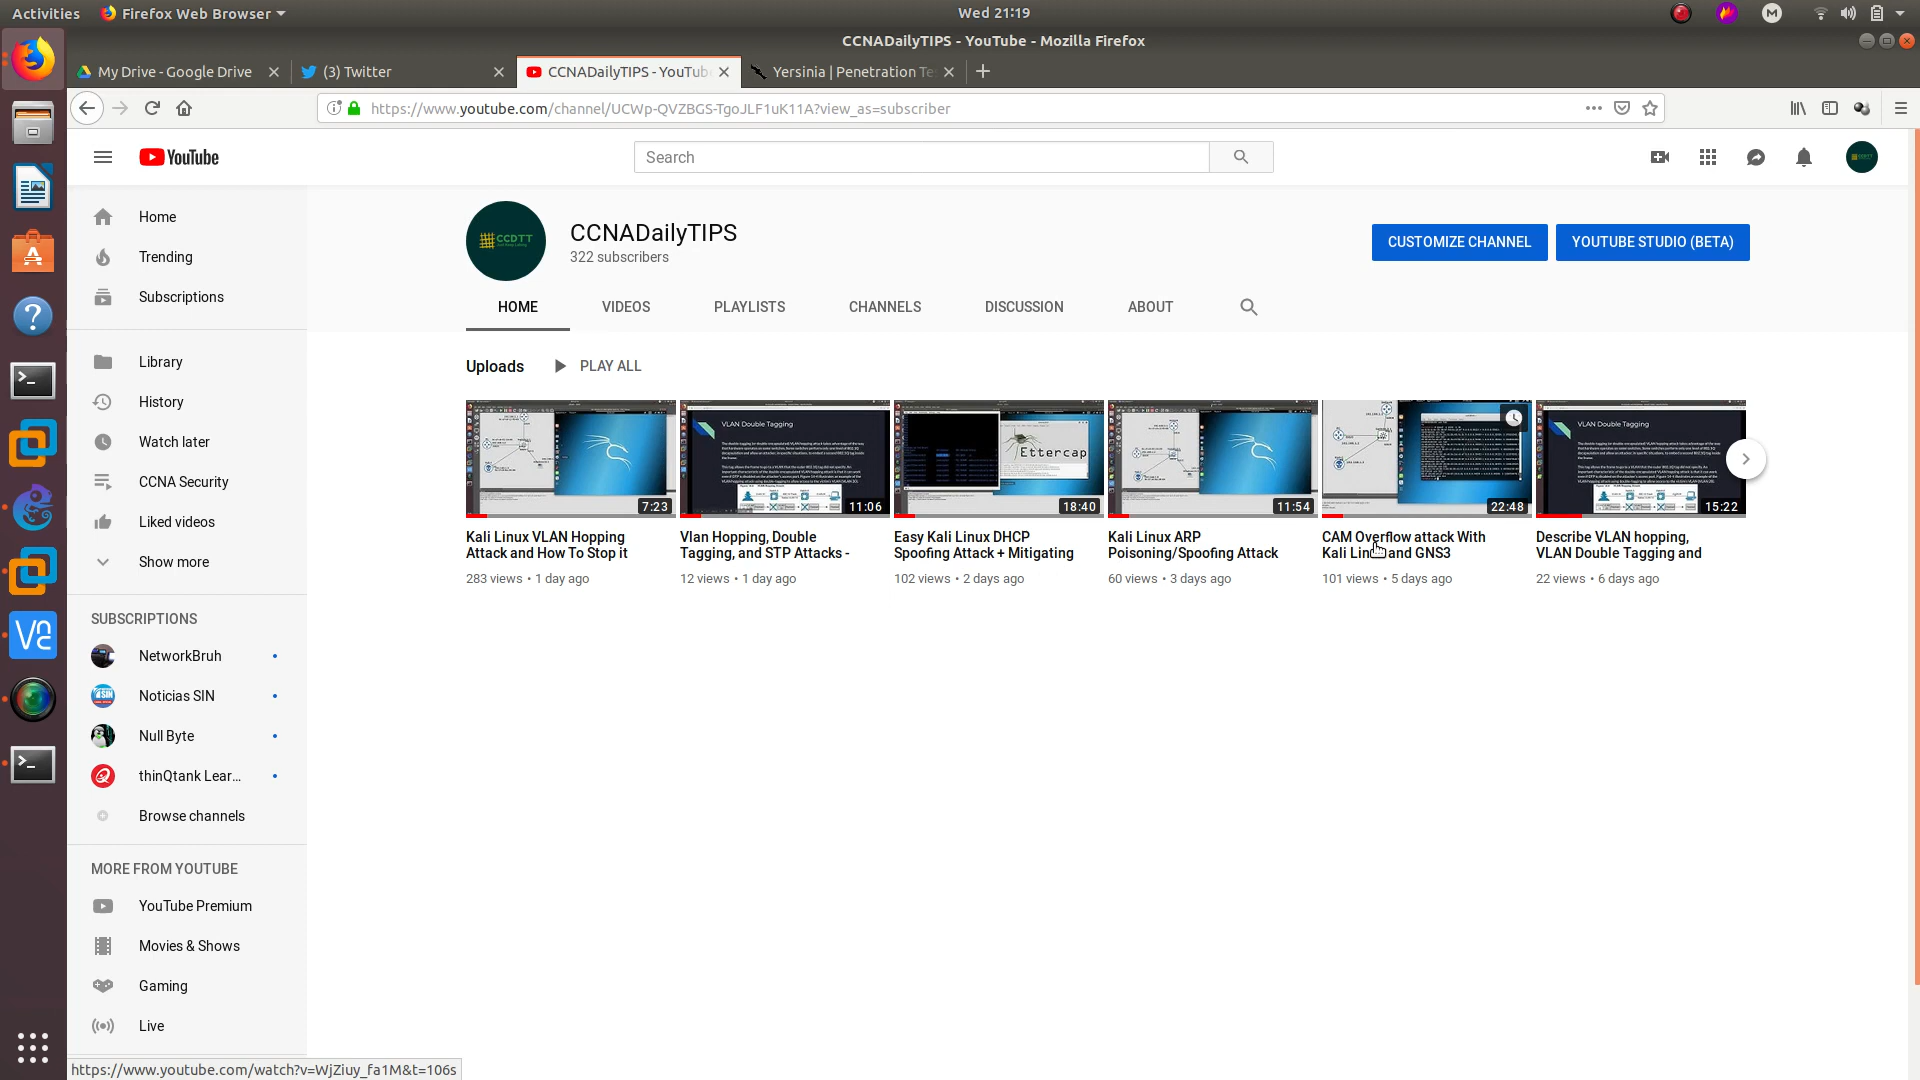 Activities
Firefox Web Browser
Wed 21:19
CCNADailyTIPS - YouTube - Mozilla Firefox
My Drive - Google Drive
(3) Twitter
CCNADailyTIPS - YouTub
Yersinia | Penetration Te
https://www.youtube.com/channel/UCWp-QVZBGS-TgoJLF1uK11A?view_as=subscriber
YouTube
Search
Home
Trending
Subscriptions
Library
History
Watch later
CCNA Security
Liked videos
Show more
SUBSCRIPTIONS
NetworkBruh
Noticias SIN
Null Byte
thinQtank Lear...
Browse channels
MORE FROM YOUTUBE
YouTube Premium
Movies & Shows
Gaming
Live
CCDTT
CCNADailyTIPS
322 subscribers
CUSTOMIZE CHANNEL
YOUTUBE STUDIO (BETA)
HOME
VIDEOS
PLAYLISTS
CHANNELS
DISCUSSION
ABOUT
Uploads
PLAY ALL
7:23
Kali Linux VLAN Hopping
Attack and How To Stop it
283 views • 1 day ago
VLAN Double Tagging
11:06
Vlan Hopping, Double
Tagging, and STP Attacks -
12 views • 1 day ago
Ettercap
18:40
Easy Kali Linux DHCP
Spoofing Attack + Mitigating
102 views • 2 days ago
11:54
Kali Linux ARP
Poisoning/Spoofing Attack
60 views • 3 days ago
22:48
CAM Overflow attack With
Kali Linux and GNS3
101 views • 5 days ago
VLAN Double Tagging
15:22
Describe VLAN hopping,
VLAN Double Tagging and
22 views • 6 days ago
https://www.youtube.com/watch?v=WjZiuy_fa1M&t=106s